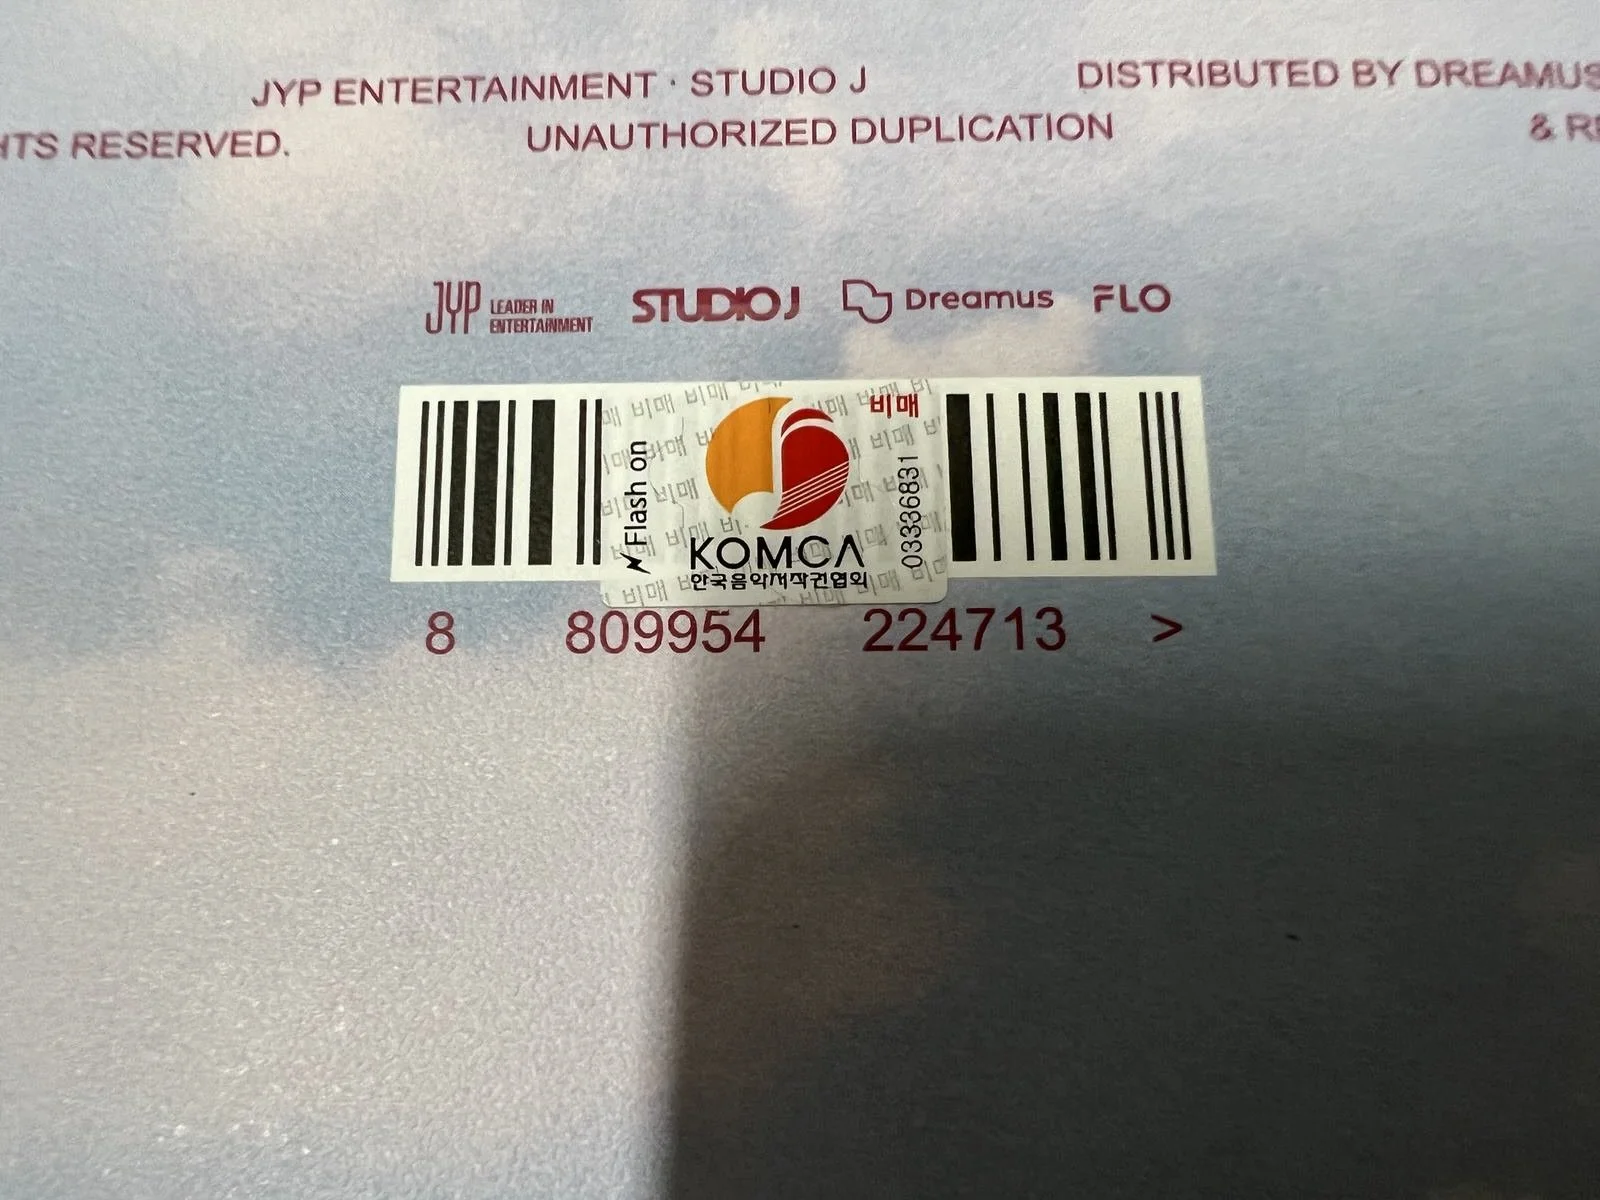 JYP ENTERTAINMENT · STUDIO J DISTRIBUTED BY DREAMUS
RESERVED. UNAUTHORIZED DUPLICATION &
JYP LEADER IN ENTERTAINMENT STUDIO J Dreamus FLO
비매
Flash on
03336831
KOMCA
한국음악저작권협회
8 809954 224713 >